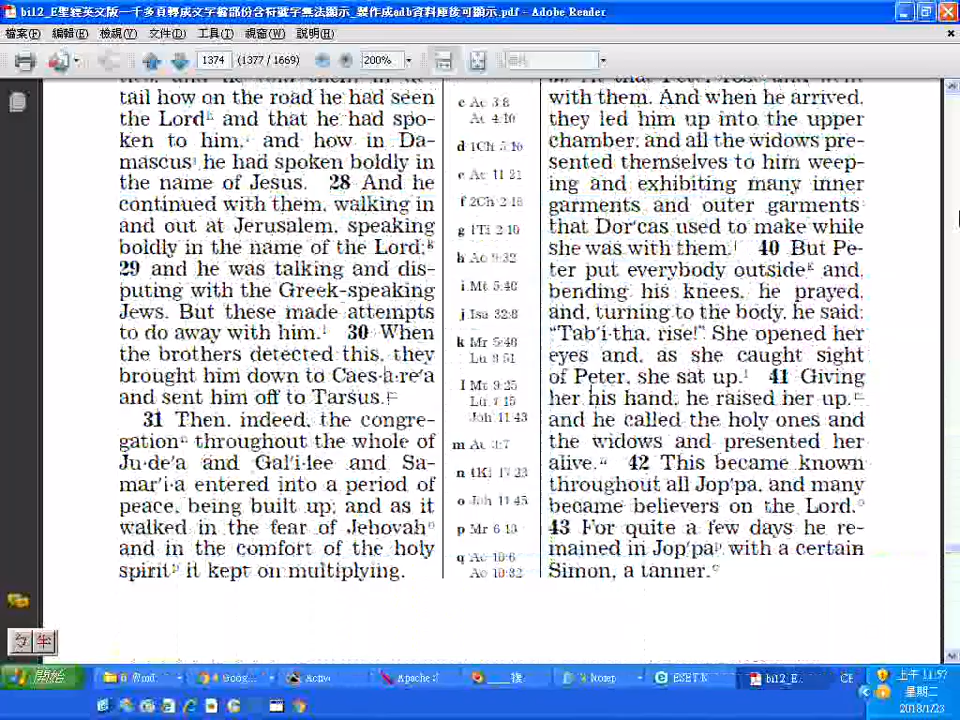 bi12_E聖經英文版一千多頁轉成文字檔部份含符號字無法顯示_製作成adb資料庫後可顯示.pdf - Adobe Reader
檔案(F) 編輯(E) 檢視(V) 文件(D) 工具(T) 視窗(W) 說明(H)
1374 (1377 / 1669) 200%
tail how on the road he had seen
the Lord and that he had spo-
ken to him, and how in Da-
mascus he had spoken boldly in
the name of Jesus. 28 And he
continued with them, walking in
and out at Jerusalem, speaking
boldly in the name of the Lord;
29 and he was talking and dis-
puting with the Greek-speaking
Jews. But these made attempts
to do away with him. 30 When
the brothers detected this, they
brought him down to Caes·a·re′a
and sent him off to Tarsus.
31 Then, indeed, the congre-
gation throughout the whole of
Ju·de′a and Gal′i·lee and Sa-
mar′i·a entered into a period of
peace, being built up; and as it
walked in the fear of Jehovah
and in the comfort of the holy
spirit it kept on multiplying.
c Ac 3:8
Ac 4:10
d 1Ch 5:16
e Ac 11:21
f 2Ch 2:16
g 1Ti 2:10
h Ac 9:32
i Mt 5:40
j Isa 32:8
k Mr 5:40
Lu 8:51
l Mt 9:25
Lu 7:15
Joh 11:43
m Ac 3:7
n 1Ki 17:23
o Joh 11:45
p Mr 6:10
q Ac 10:6
Ac 10:32
with them. And when he arrived,
they led him up into the upper
chamber; and all the widows pre-
sented themselves to him weep-
ing and exhibiting many inner
garments and outer garments
that Dor′cas used to make while
she was with them. 40 But Pe-
ter put everybody outside and,
bending his knees, he prayed,
and, turning to the body, he said:
“Tab′i·tha, rise!” She opened her
eyes and, as she caught sight
of Peter, she sat up. 41 Giving
her his hand, he raised her up,
and he called the holy ones and
the widows and presented her
alive. 42 This became known
throughout all Jop′pa, and many
became believers on the Lord.
43 For quite a few days he re-
mained in Jop′pa with a certain
Simon, a tanner.
ㄅ 半
開始 6 Wind... 4 Goog... Activ... Apache ... Notep... ESET N... bi12_E... CH
上午 11:57
星期二
2018/1/23